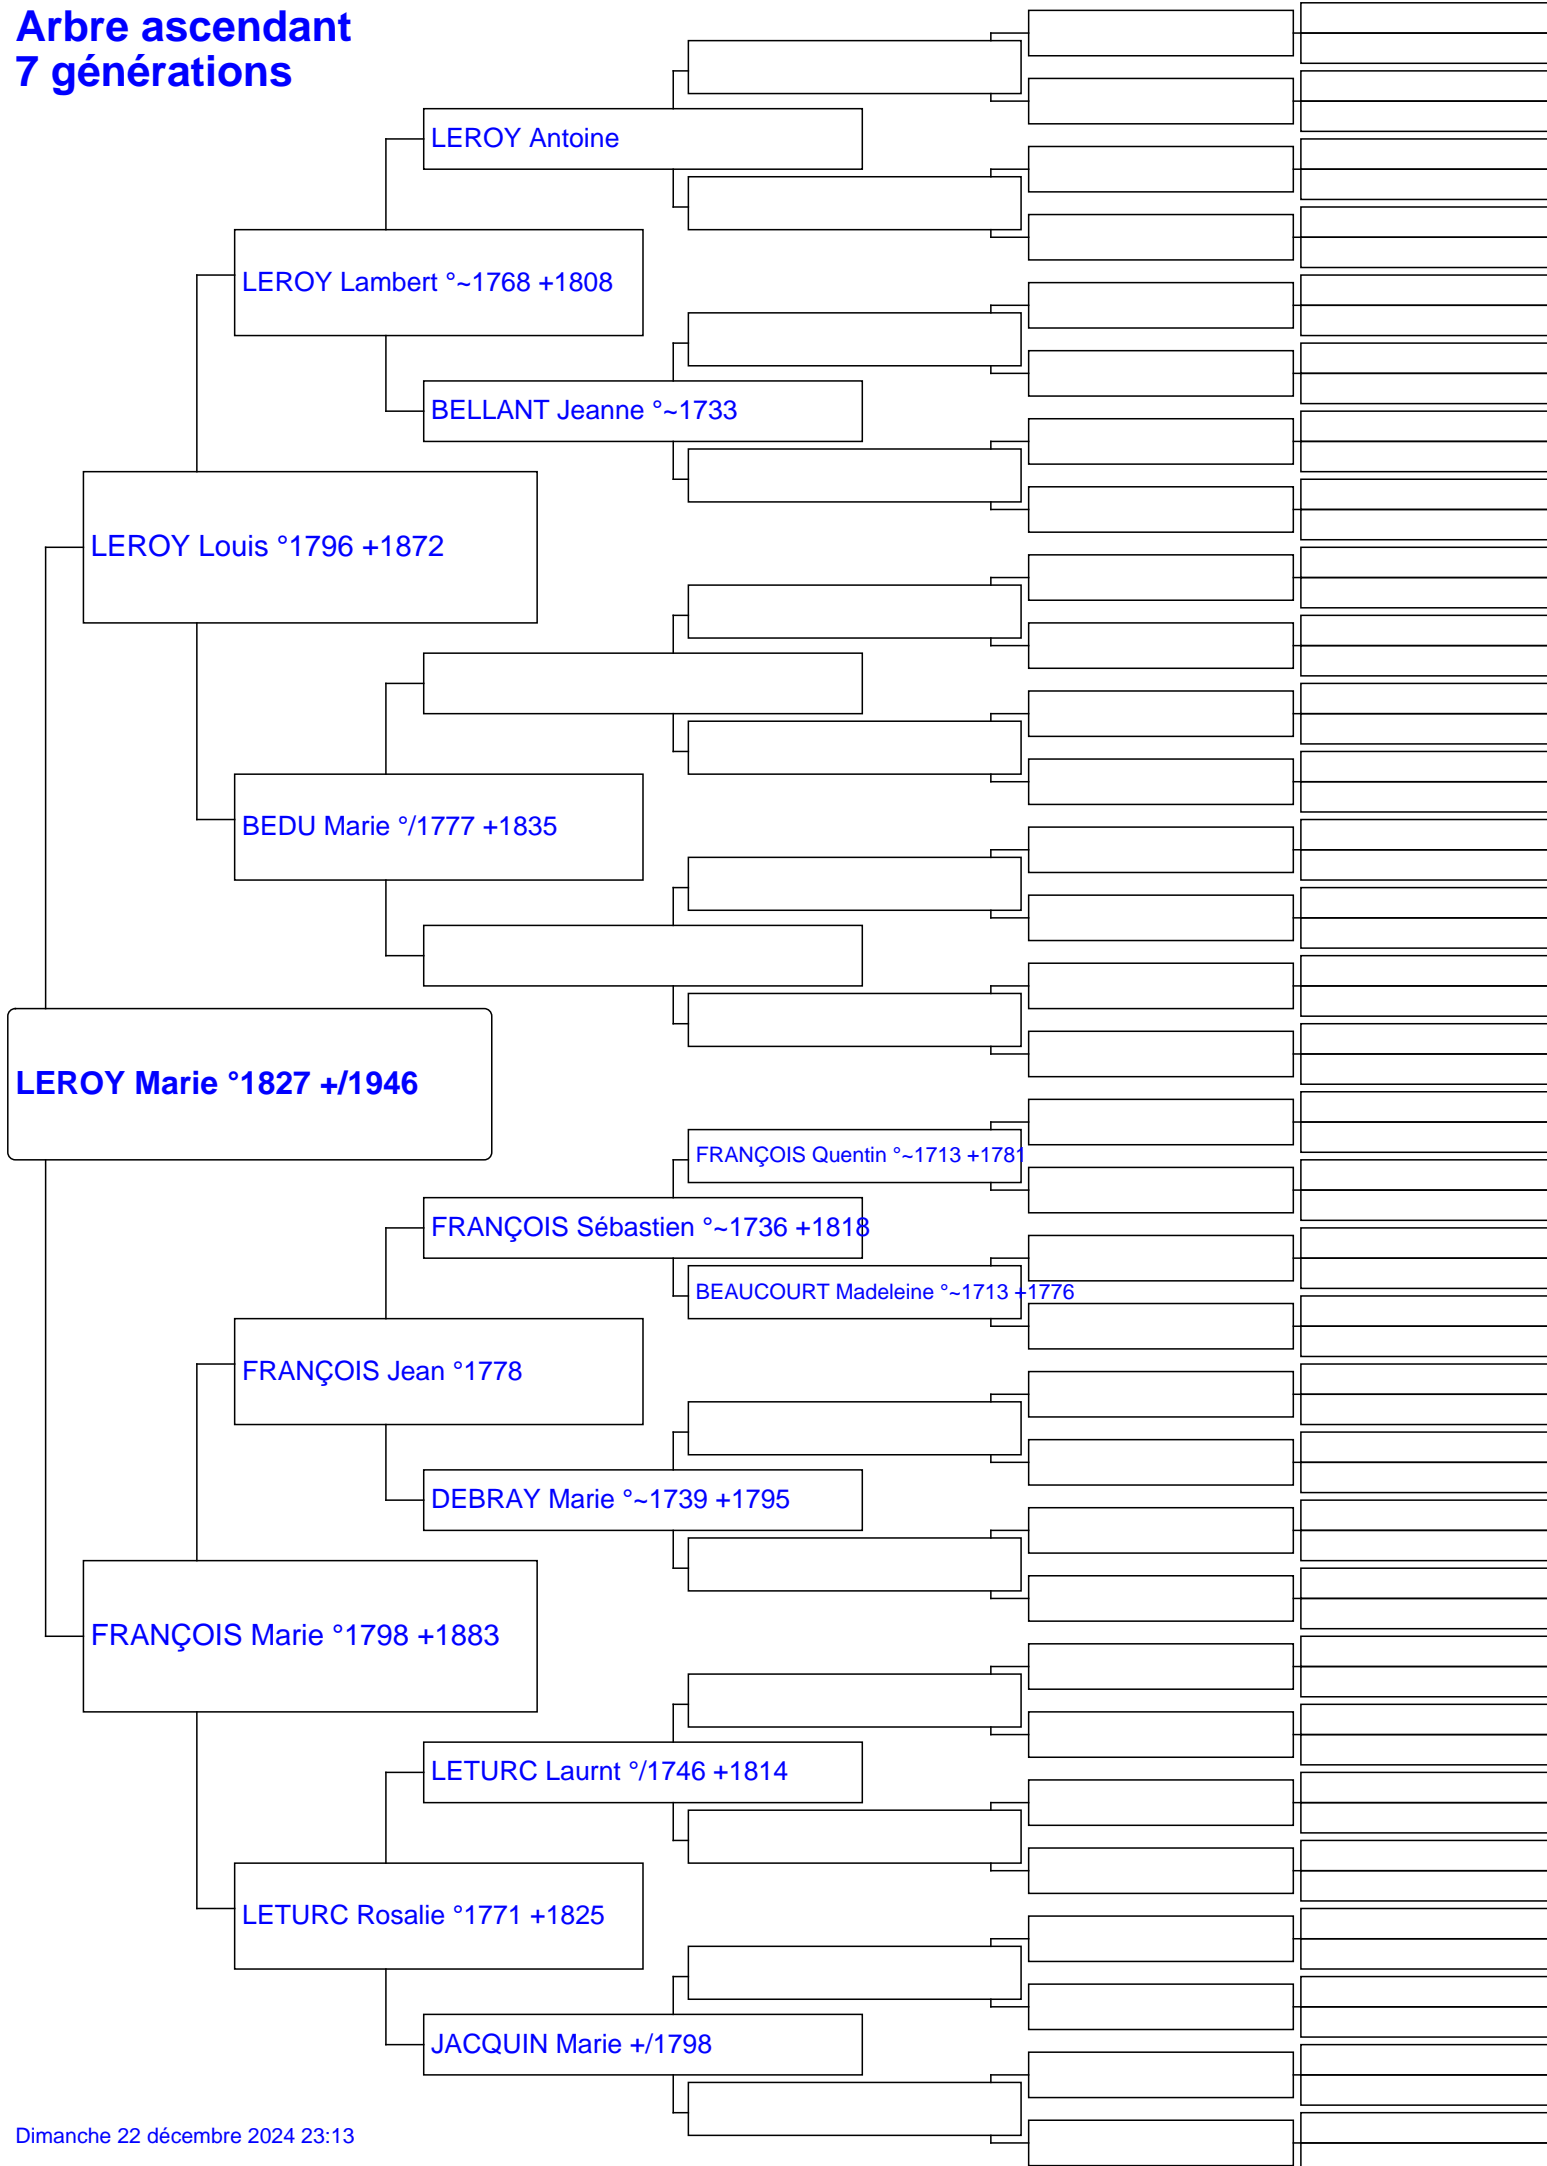 Arbre ascendant
7 générations
LEROY Antoine
LEROY Lambert °~1768 +1808
BELLANT Jeanne °~1733
LEROY Louis °1796 +1872
BEDU Marie °/1777 +1835
LEROY Marie °1827 +/1946
FRANÇOIS Quentin °~1713 +1781
FRANÇOIS Sébastien °~1736 +1818
BEAUCOURT Madeleine °~1713 +1776
FRANÇOIS Jean °1778
DEBRAY Marie °~1739 +1795
FRANÇOIS Marie °1798 +1883
LETURC Laurnt °/1746 +1814
LETURC Rosalie °1771 +1825
JACQUIN Marie +/1798
Dimanche 22 décembre 2024 23:13